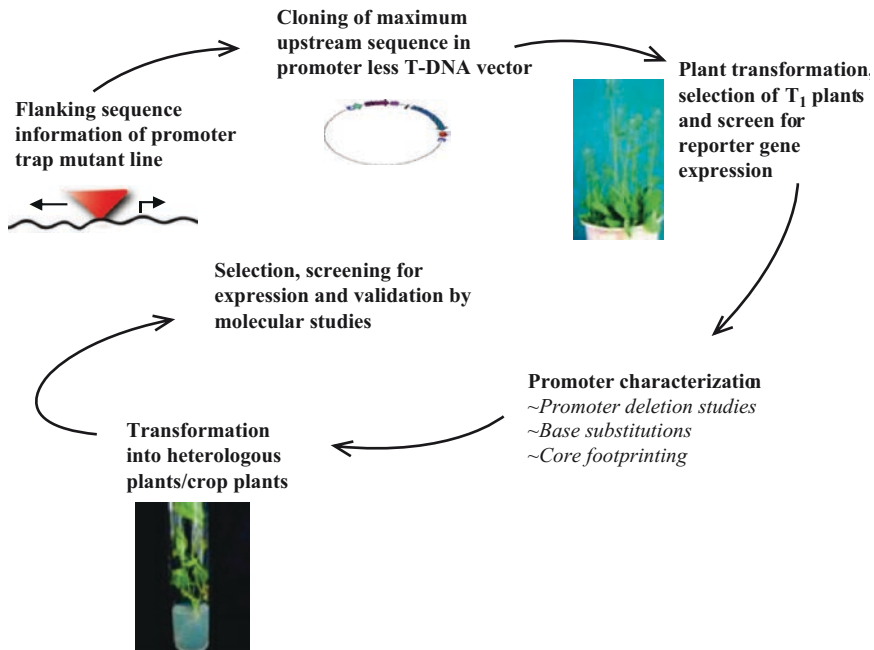 Flanking sequence
information of promoter
trap mutant line
Cloning of maximum
upstream sequence in
promoter less T-DNA vector
Plant transformation,
selection of T₁ plants
and screen for
reporter gene
expression
Promoter characterization
~Promoter deletion studies
~Base substitutions
~Core footprinting
Transformation
into heterologous
plants/crop plants
Selection, screening for
expression and validation by
molecular studies